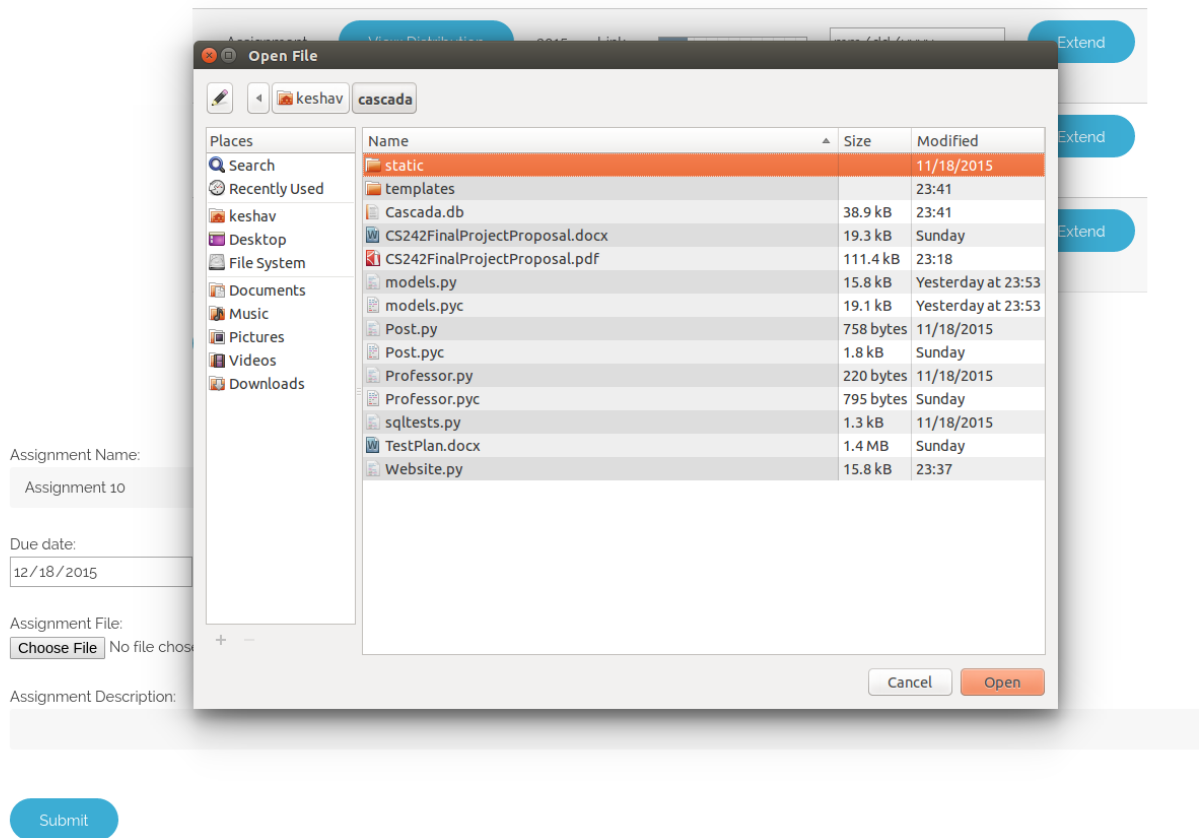 Extend
Open File
keshav cascada
Places
Search
Recently Used
keshav
Desktop
File System
Documents
Music
Pictures
Videos
Downloads
Name Size Modified
static 11/18/2015
templates 23:41
Cascada.db 38.9 kB 23:41
CS242FinalProjectProposal.docx 19.3 kB Sunday
CS242FinalProjectProposal.pdf 111.4 kB 23:18
models.py 15.8 kB Yesterday at 23:53
models.pyc 19.1 kB Yesterday at 23:53
Post.py 758 bytes 11/18/2015
Post.pyc 1.8 kB Sunday
Professor.py 220 bytes 11/18/2015
Professor.pyc 795 bytes Sunday
sqltests.py 1.3 kB 11/18/2015
TestPlan.docx 1.4 MB Sunday
Website.py 15.8 kB 23:37
Cancel Open
Extend
Extend
Assignment Name:
Assignment 10
Due date:
12/18/2015
Assignment File:
Choose File No file chose
Assignment Description:
Submit